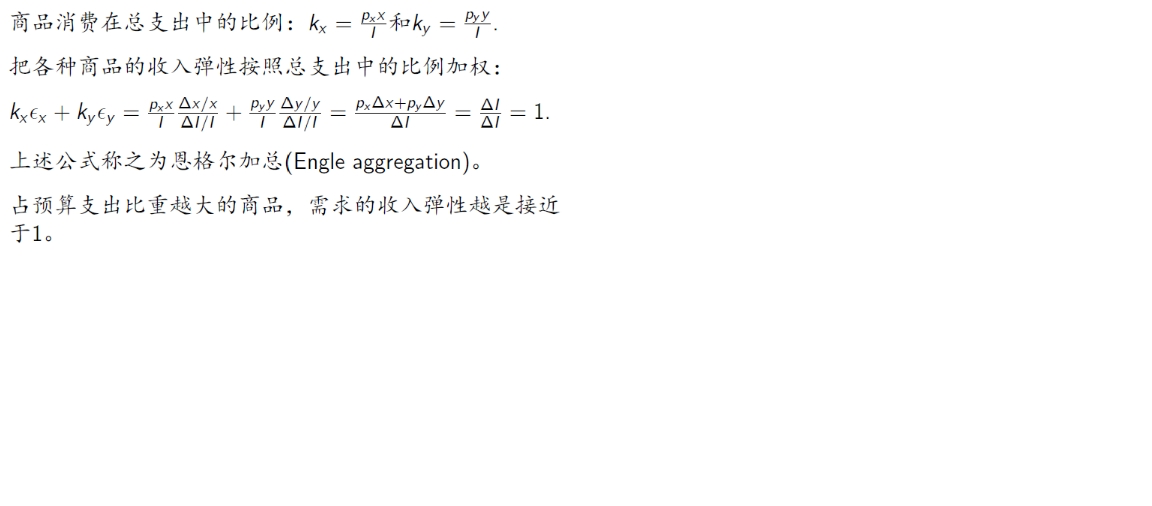 商品消费在总支出中的比例：$k_x = \frac{p_x x}{I}$和$k_y = \frac{p_y y}{I}$.
把各种商品的收入弹性按照总支出中的比例加权：
$k_x \epsilon_x + k_y \epsilon_y = \frac{p_x x}{I} \frac{\Delta x/x}{\Delta I/I} + \frac{p_y y}{I} \frac{\Delta y/y}{\Delta I/I} = \frac{p_x \Delta x + p_y \Delta y}{\Delta I} = \frac{\Delta I}{\Delta I} = 1.$
上述公式称之为恩格尔加总(Engle aggregation)。
占预算支出比重越大的商品，需求的收入弹性越是接近
于1。